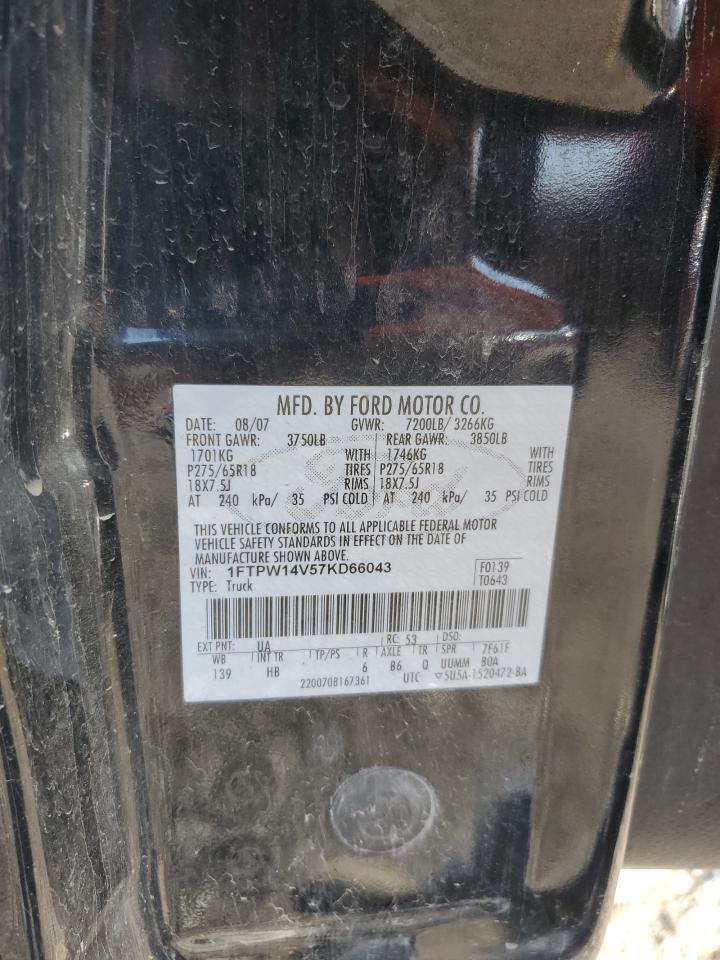 MFD. BY FORD MOTOR CO.
DATE: 08/07 GVWR: 7200LB/ 3266KG
FRONT GAWR: 3750LB REAR GAWR: 3850LB
1701KG WITH 1746KG WITH
P275/65R18 TIRES P275/65R18 TIRES
18X7.5J RIMS 18X7.5J RIMS
AT 240 kPa/ 35 PSI COLD AT 240 kPa/ 35 PSI COLD
Ford
THIS VEHICLE CONFORMS TO ALL APPLICABLE FEDERAL MOTOR
VEHICLE SAFETY STANDARDS IN EFFECT ON THE DATE OF
MANUFACTURE SHOWN ABOVE.
VIN: 1FTPW14V57KD66043 F0139
TYPE: Truck T0643
EXT PNT: UA RC: 53 DSO:
WB INT TR TP/PS R AXLE TR SPR 7F61F
139 HB 6 B6 Q UUMM BOA
2200708167361 UTC ▽5U5A-1520472-BA